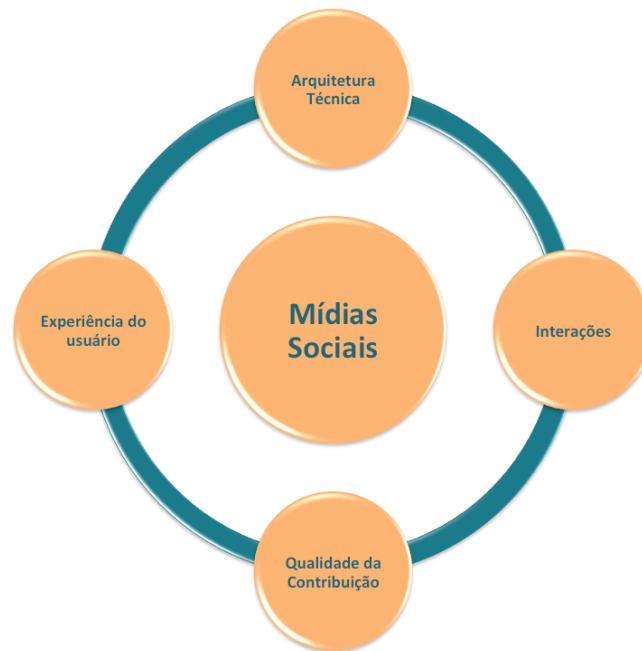 Arquitetura
Técnica
Experiência do
usuário
Mídias
Sociais
Interações
Qualidade da
Contribuição